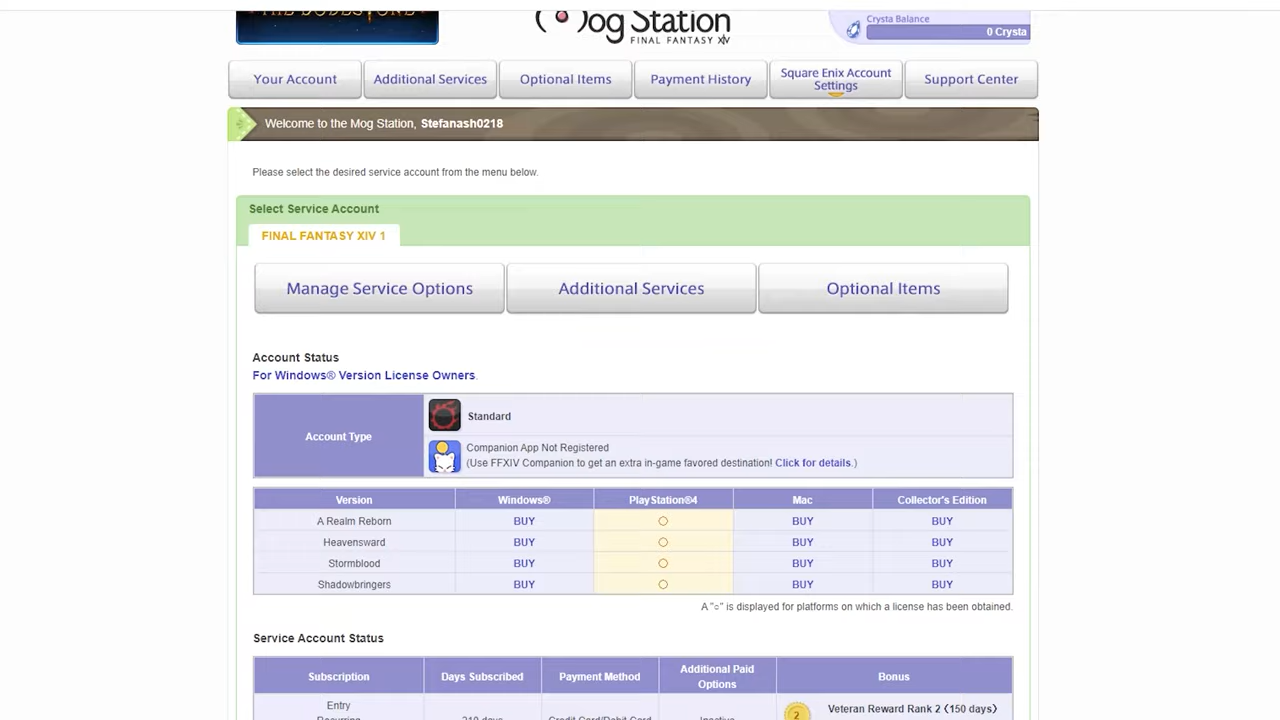 Mog Station
FINAL FANTASY XIV
Crysta Balance
0 Crysta
Your Account
Additional Services
Optional Items
Payment History
Square Enix Account
Settings
Support Center
Welcome to the Mog Station, Stefanash0218
Please select the desired service account from the menu below.
Select Service Account
FINAL FANTASY XIV 1
Manage Service Options
Additional Services
Optional Items
Account Status
For Windows® Version License Owners.
Account Type
Standard
Companion App Not Registered
(Use FFXIV Companion to get an extra in-game favored destination! Click for details.)
Version Windows® PlayStation®4 Mac Collector's Edition
A Realm Reborn BUY ○ BUY BUY
Heavensward BUY ○ BUY BUY
Stormblood BUY ○ BUY BUY
Shadowbringers BUY ○ BUY BUY
A "○" is displayed for platforms on which a license has been obtained.
Service Account Status
Subscription Days Subscribed Payment Method Additional Paid Options Bonus
Entry
2 Veteran Reward Rank 2 (150 days)